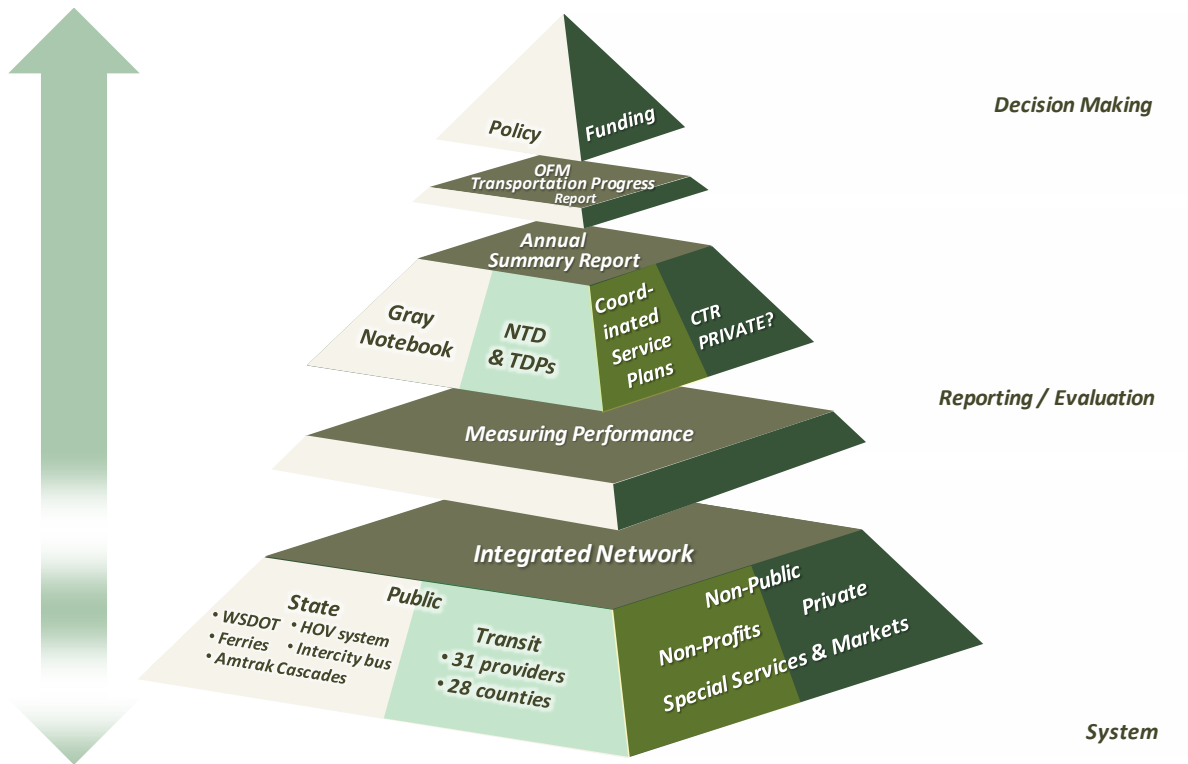 Decision Making
Policy
Funding
OFM
Transportation Progress
Report
Annual
Summary Report
Gray
Notebook
NTD
& TDPs
Coord-
inated
Service
Plans
CTR
PRIVATE?
Reporting / Evaluation
Measuring Performance
Integrated Network
Public
State
• WSDOT • HOV system
• Ferries • Intercity bus
• Amtrak Cascades
Transit
• 31 providers
• 28 counties
Non-Public
Non-Profits
Private
Special Services & Markets
System